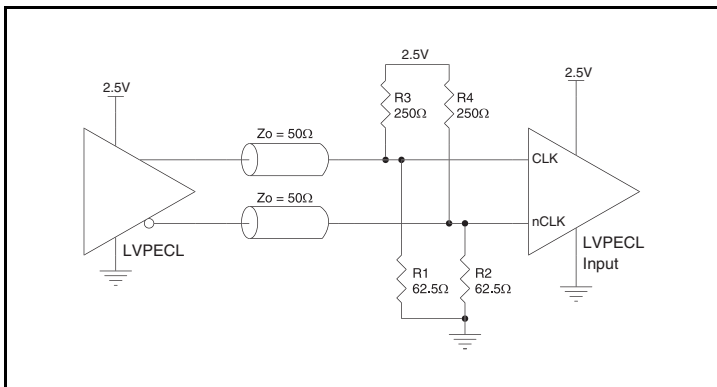 2.5V
2.5V
2.5V
R3
250Ω
R4
250Ω
Zo = 50Ω
CLK
Zo = 50Ω
nCLK
LVPECL
LVPECL
Input
R1
62.5Ω
R2
62.5Ω